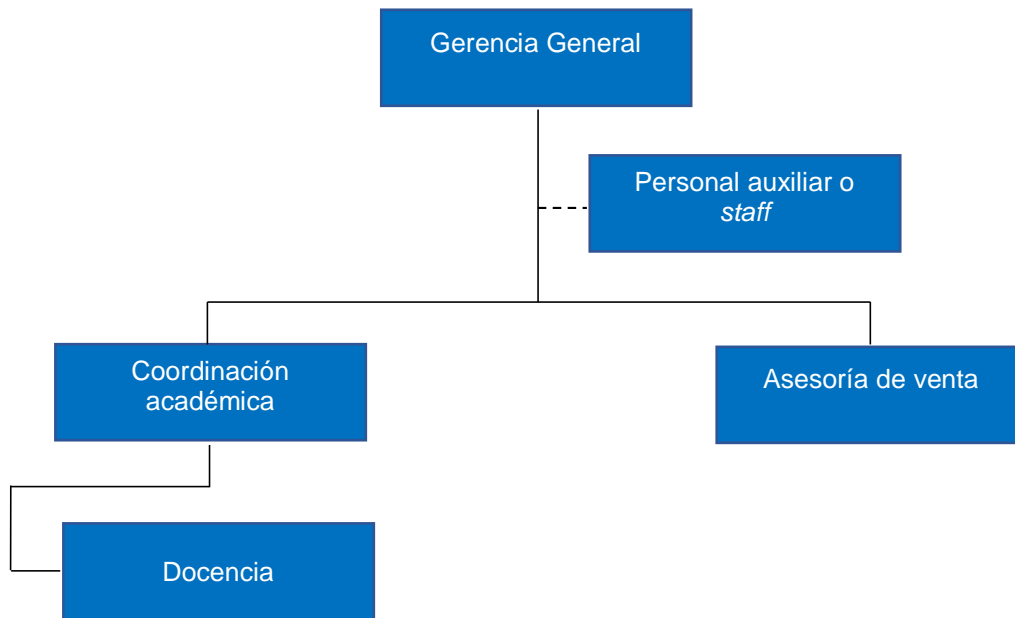 Gerencia General
Personal auxiliar o
staff
Coordinación
académica
Asesoría de venta
Docencia